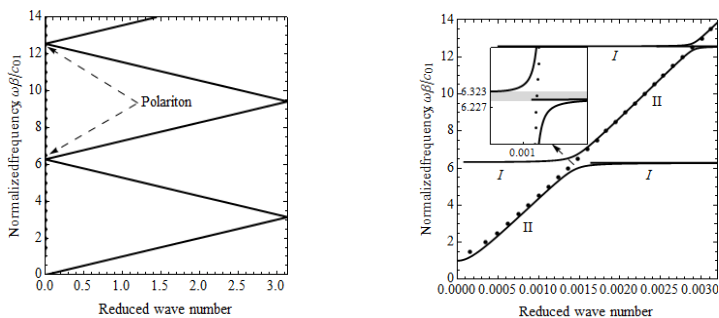 Normalizedfrequency, ωβ/c01
14
12
10
8
6
4
2
0
Polariton
0.0 0.5 1.0 1.5 2.0 2.5 3.0
Reduced wave number
Normalizedfrequency, ωβ/c01
14
12
10
8
6
4
2
0
I
II
6.323
6.227
0.001
I
I
II
0.0000 0.0005 0.0010 0.0015 0.0020 0.0025 0.0030
Reduced wave number